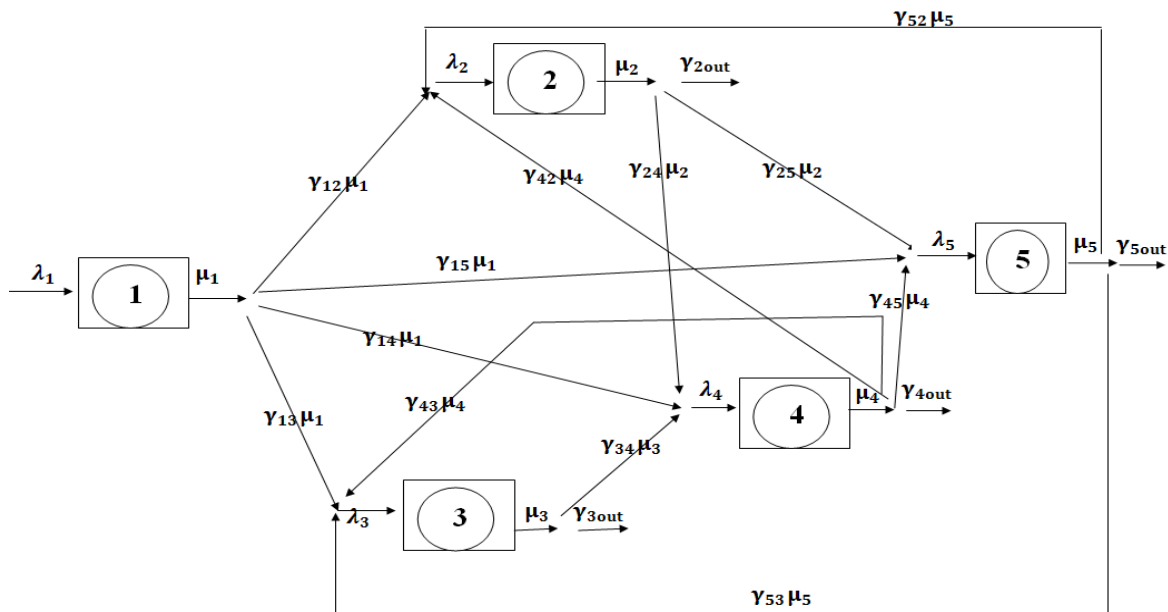 γ₅₂ μ₅
λ₂
2
μ₂
γ₂out
γ₁₂ μ₁
γ₄₂ μ₄
γ₂₄ μ₂
γ₂₅ μ₂
λ₁
1
μ₁
γ₁₅ μ₁
λ₅
5
μ₅
γ₅out
γ₄₅ μ₄
γ₁₄ μ₁
γ₁₃ μ₁
γ₄₃ μ₄
λ₄
4
μ₄
γ₄out
γ₃₄ μ₃
λ₃
3
μ₃
γ₃out
γ₅₃ μ₅